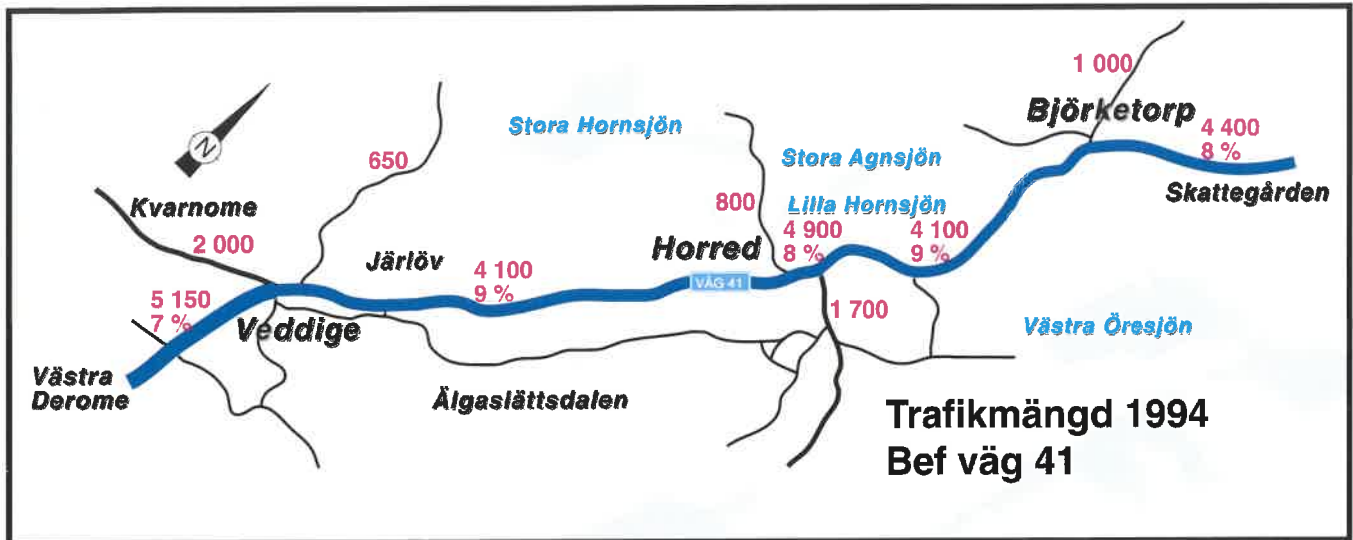 1 000
Björketorp
4 400
8 %
Skattegården
Stora Hornsjön
Stora Agnsjön
Lilla Hornsjön
650
800
N
Kvarnome
2 000
Järlöv
4 100
9 %
Horred
4 900
8 %
4 100
9 %
VÄG 41
5 150
7 %
Veddige
1 700
Västra Öresjön
Västra
Derome
Älgaslättsdalen
Trafikmängd 1994
Bef väg 41